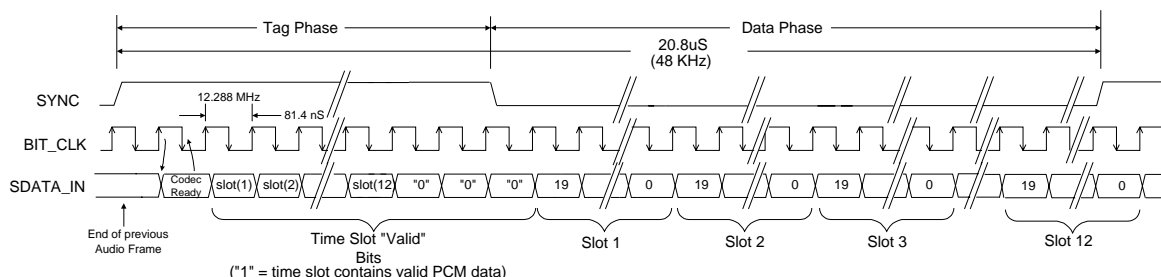 Tag Phase
Data Phase
20.8uS
(48 KHz)
SYNC
12.288 MHz
81.4 nS
BIT_CLK
SDATA_IN
Codec
Ready
slot(1)
slot(2)
slot(12
"0"
"0"
"0"
19
0
19
0
19
0
19
0
End of previous
Audio Frame
Time Slot "Valid"
Bits
("1" = time slot contains valid PCM data)
Slot 1
Slot 2
Slot 3
Slot 12